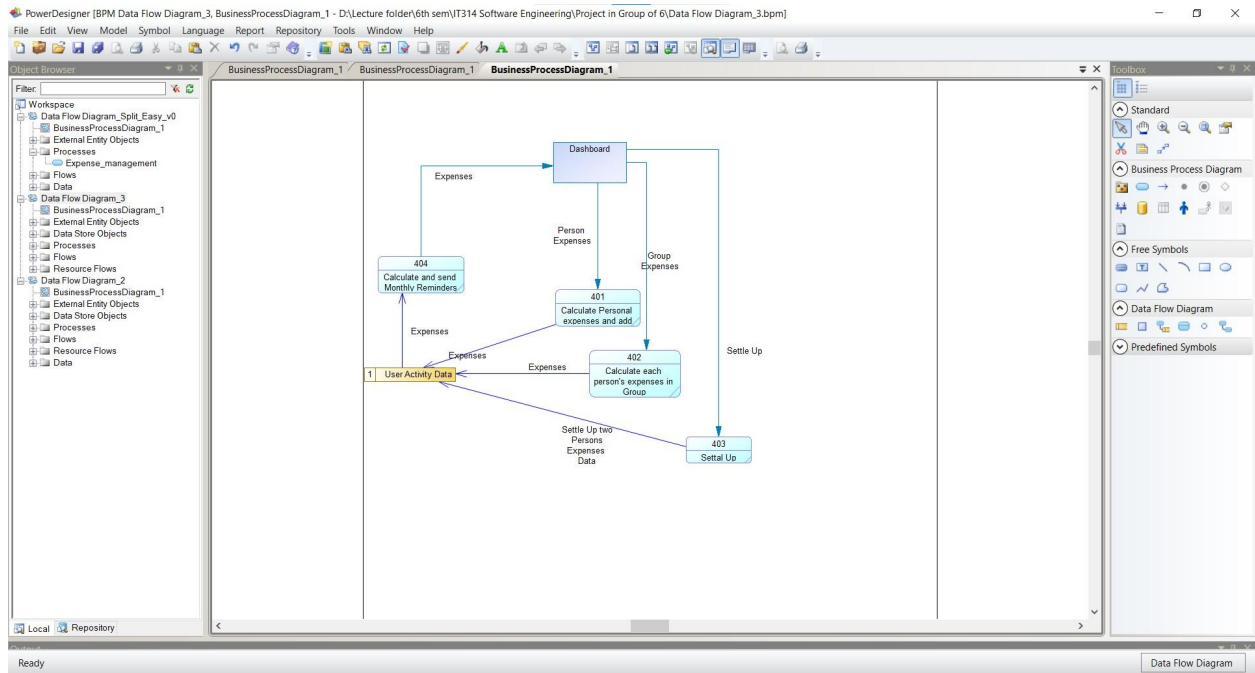 PowerDesigner [BPM Data Flow Diagram_3, BusinessProcessDiagram_1 - D:\Lecture folder\6th sem\IT314 Software Engineering\Project in Group of 6\Data Flow Diagram_3.bpm]
File Edit View Model Symbol Language Report Repository Tools Window Help
Object Browser
Filter:
Workspace
Data Flow Diagram_Split_Easy_v0
BusinessProcessDiagram_1
External Entity Objects
Processes
Expense_management
Flows
Data
Data Flow Diagram_3
BusinessProcessDiagram_1
External Entity Objects
Data Store Objects
Processes
Flows
Resource Flows
Data Flow Diagram_2
BusinessProcessDiagram_1
External Entity Objects
Data Store Objects
Processes
Flows
Resource Flows
Data
Local Repository
BusinessProcessDiagram_1 BusinessProcessDiagram_1 BusinessProcessDiagram_1
Dashboard
Expenses
Person
Expenses
Group
Expenses
404
Calculate and send
Monthly Reminders
401
Calculate Personal
expenses and add
Expenses
Settle Up
Expenses
402
Calculate each
person's expenses in
Group
Expenses
1 User Activity Data
Settle Up two
Persons
Expenses
Data
403
Settal Up
Toolbox
Standard
Business Process Diagram
Free Symbols
Data Flow Diagram
Predefined Symbols
Output
Ready
Data Flow Diagram